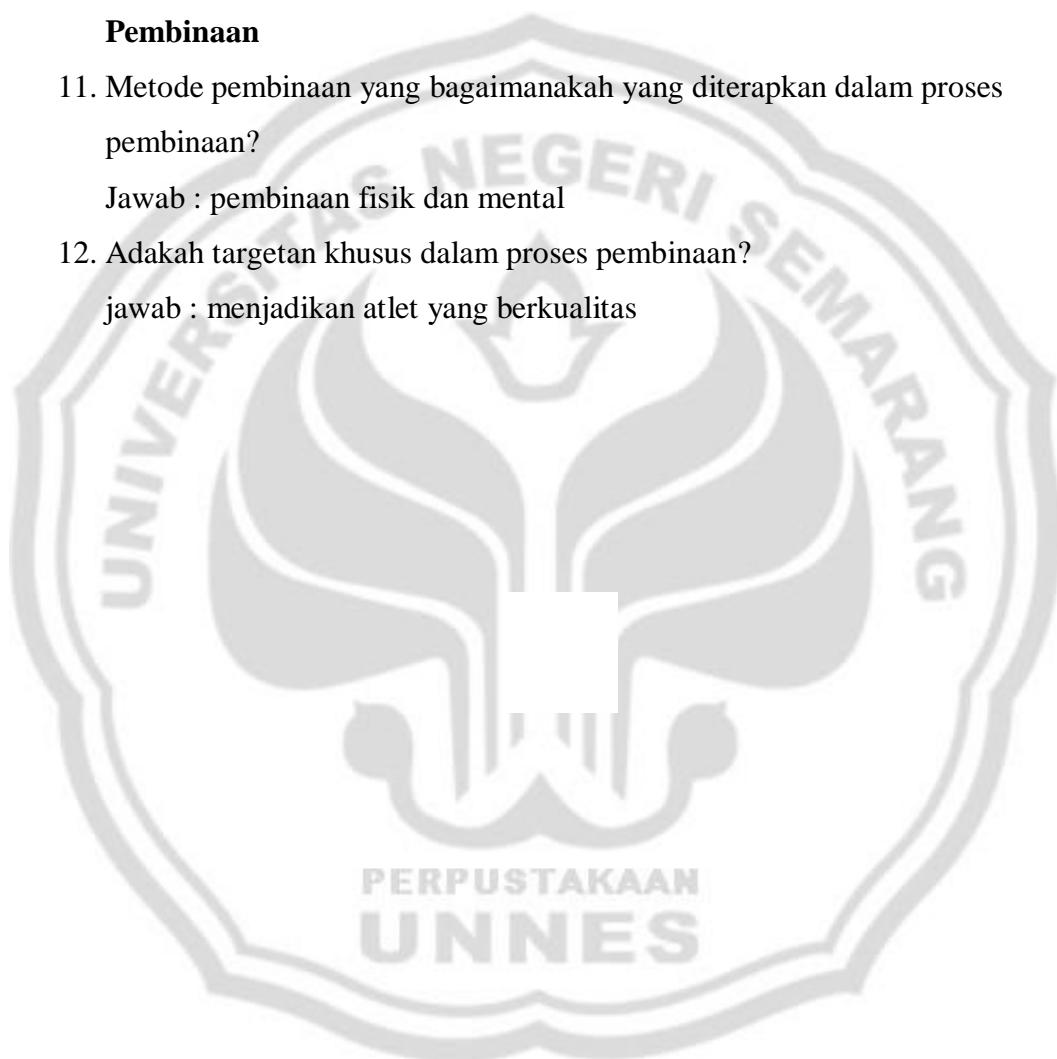 Pembinaan
11. Metode pembinaan yang bagaimanakah yang diterapkan dalam proses
pembinaan?
Jawab : pembinaan fisik dan mental
12. Adakah targetan khusus dalam proses pembinaan?
jawab : menjadikan atlet yang berkualitas
UNIVERSITAS NEGERI SEMARANG
PERPUSTAKAAN
UNNES